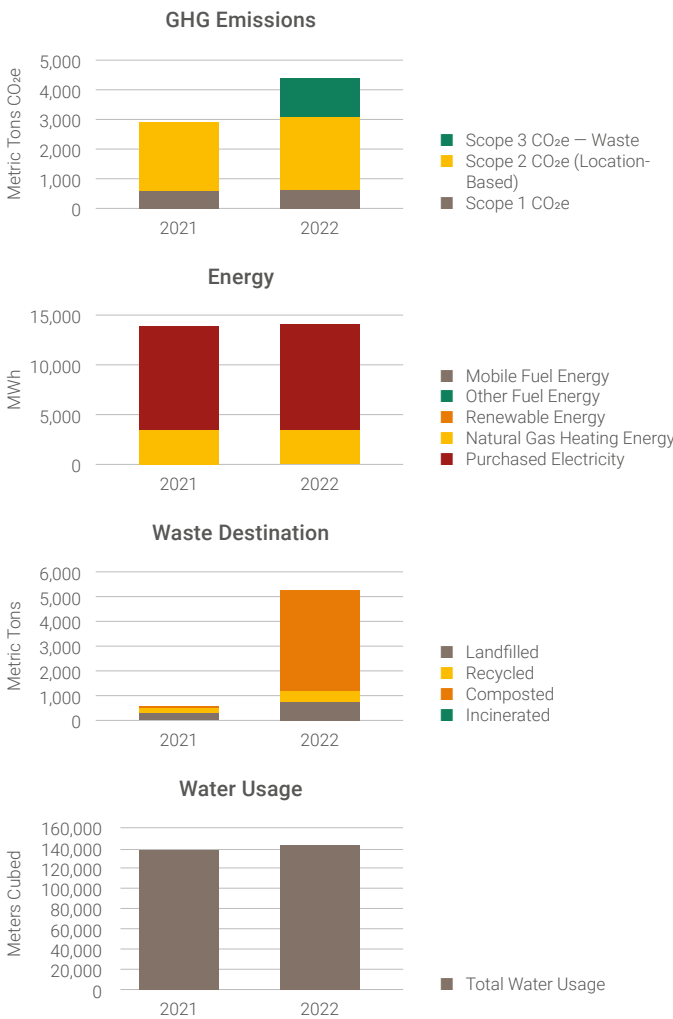 GHG Emissions
Metric Tons CO₂e
5,000
4,000
3,000
2,000
1,000
0
2021
2022
Scope 3 CO₂e — Waste
Scope 2 CO₂e (Location-
Based)
Scope 1 CO₂e
Energy
MWh
15,000
10,000
5,000
0
2021
2022
Mobile Fuel Energy
Other Fuel Energy
Renewable Energy
Natural Gas Heating Energy
Purchased Electricity
Waste Destination
Metric Tons
6,000
5,000
4,000
3,000
2,000
1,000
0
2021
2022
Landfilled
Recycled
Composted
Incinerated
Water Usage
Meters Cubed
160,000
140,000
120,000
100,000
80,000
60,000
40,000
20,000
0
2021
2022
Total Water Usage